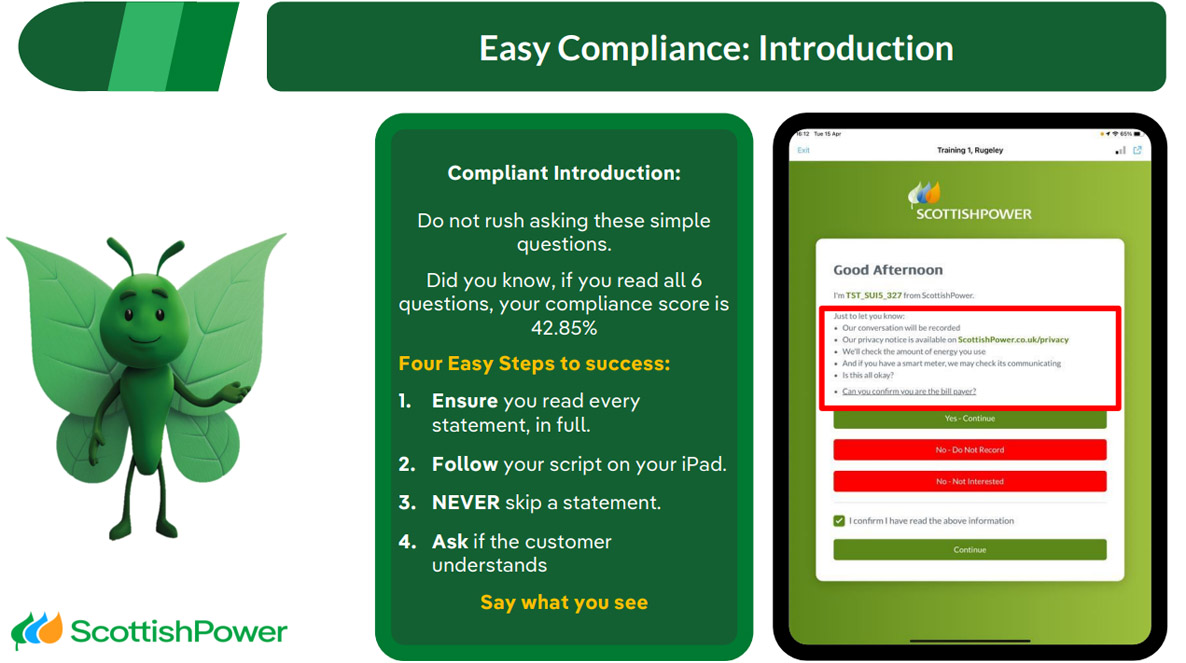 Easy Compliance: Introduction
Compliant Introduction:
Do not rush asking these simple
questions.
Did you know, if you read all 6
questions, your compliance score is
42.85%
Four Easy Steps to success:
1. Ensure you read every
statement, in full.
2. Follow your script on your iPad.
3. NEVER skip a statement.
4. Ask if the customer
understands
Say what you see
ScottishPower
16:12 Tue 15 Apr
65%
Exit
Training 1, Rugeley
SCOTTISHPOWER
Good Afternoon
I'm TST_5UI5_327 from ScottishPower.
Just to let you know:
• Our conversation will be recorded
• Our privacy notice is available on ScottishPower.co.uk/privacy
• We'll check the amount of energy you use
• And if you have a smart meter, we may check its communicating
• Is this all okay?
• Can you confirm you are the bill payer?
Yes - Continue
No - Do Not Record
No - Not Interested
I confirm I have read the above information
Continue